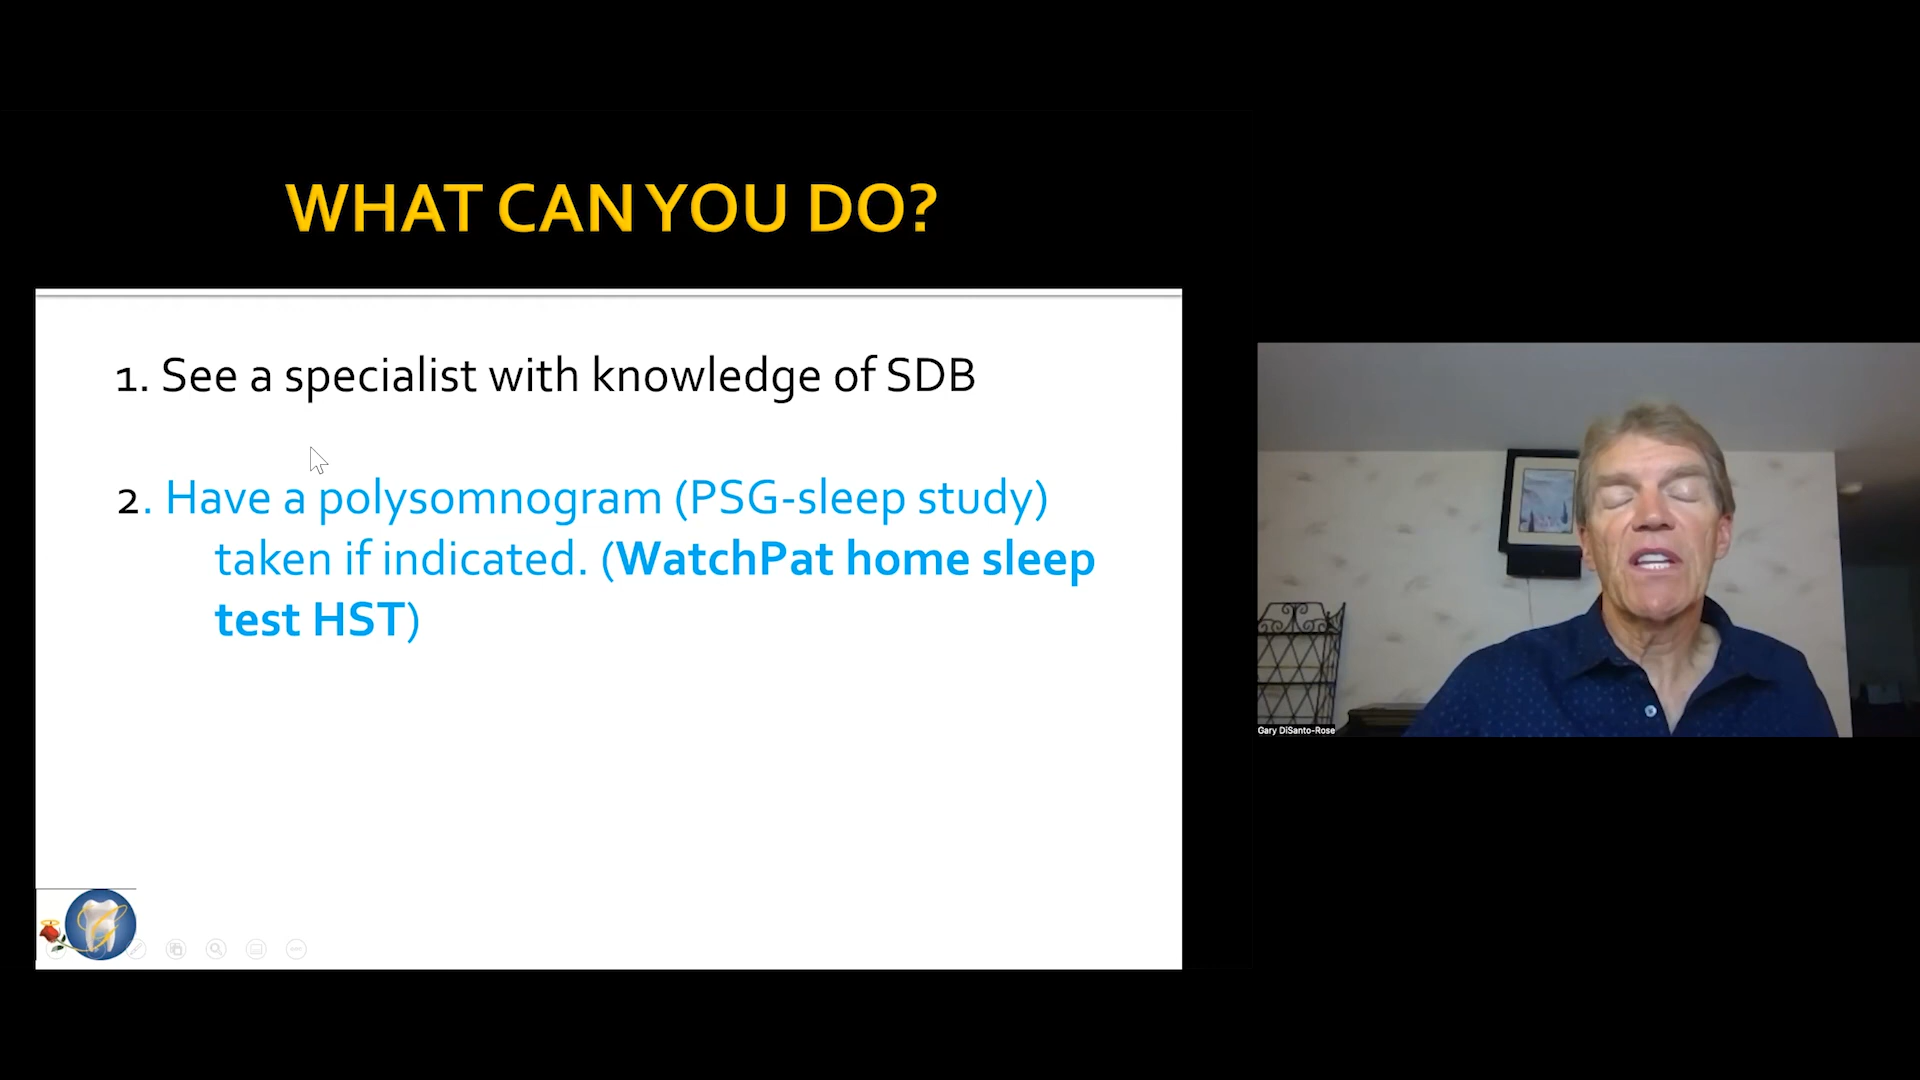 WHAT CAN YOU DO?
1. See a specialist with knowledge of SDB
2. Have a polysomnogram (PSG-sleep study)
taken if indicated. (WatchPat home sleep
test HST)
Gary DiSanto-Rose